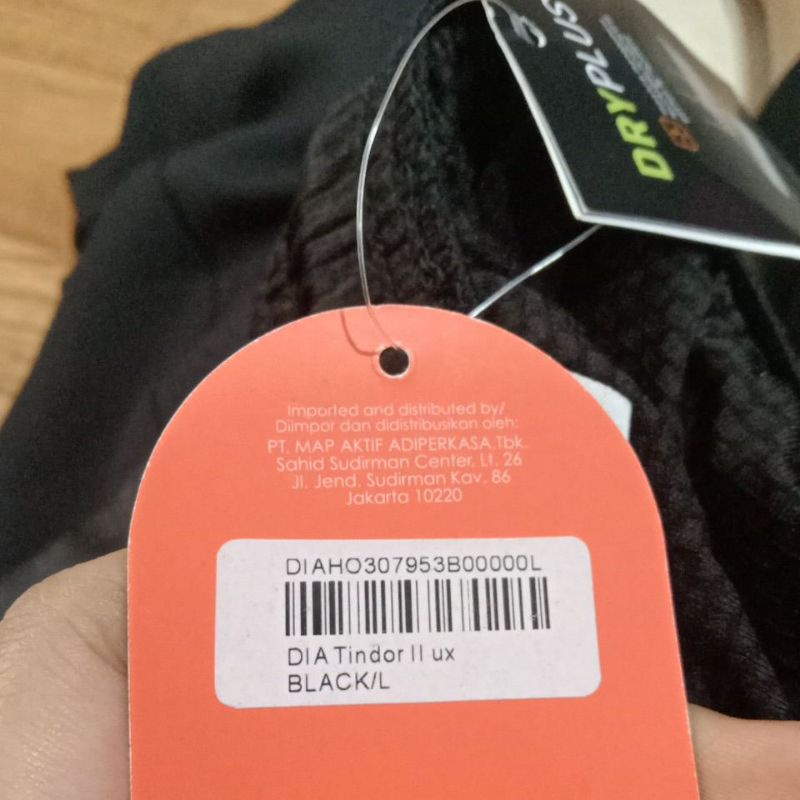 DRYPLUS
Imported and distributed by/
Diimpor dan didistribusikan oleh:
PT. MAP AKTIF ADIPERKASA,Tbk.
Sahid Sudirman Center, Lt. 26
Jl. Jend. Sudirman Kav. 86
Jakarta 10220
DIAHO307953B00000L
DIA Tindor II ux
BLACK/L